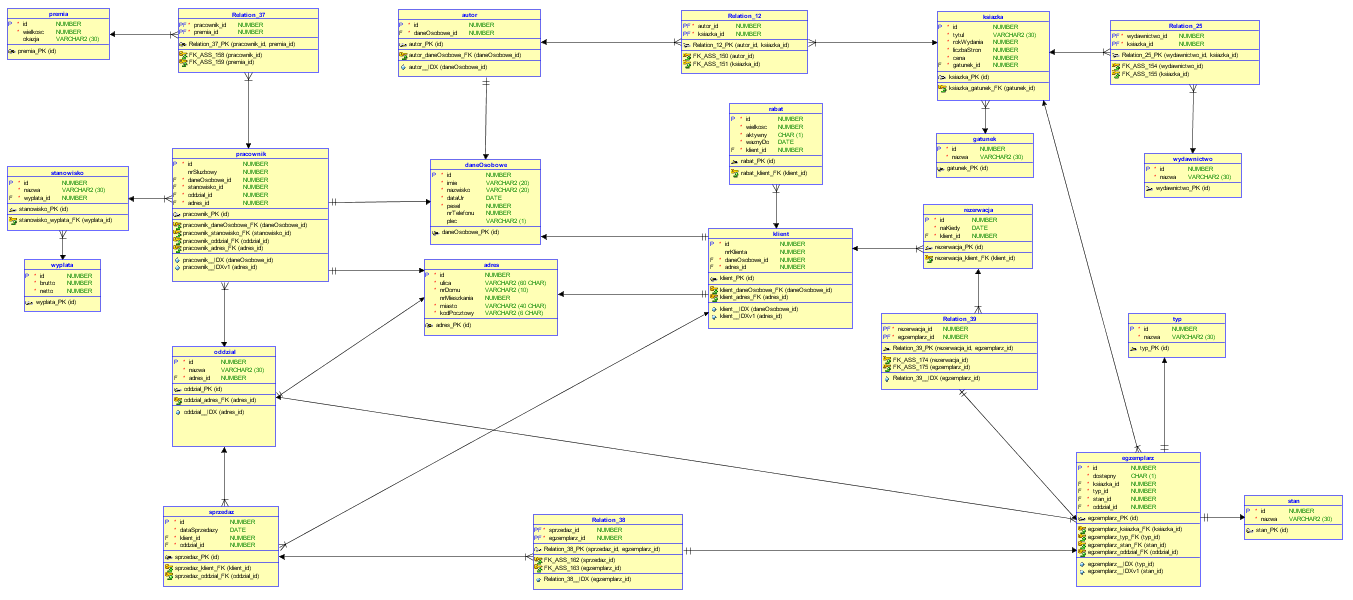 premia
P * id NUMBER
* wielkosc NUMBER
okazja VARCHAR2 (30)
premia_PK (id)
Relation_37
PF* pracownik_id NUMBER
PF* premia_id NUMBER
Relation_37_PK (pracownik_id, premia_id)
FK_ASS_158 (pracownik_id)
FK_ASS_159 (premia_id)
autor
P * id NUMBER
F * daneOsobowe_id NUMBER
autor_PK (id)
autor_daneOsobowe_FK (daneOsobowe_id)
autor__IDX (daneOsobowe_id)
Relation_12
PF* autor_id NUMBER
PF* ksiazka_id NUMBER
Relation_12_PK (autor_id, ksiazka_id)
FK_ASS_150 (autor_id)
FK_ASS_151 (ksiazka_id)
ksiazka
P * id NUMBER
* tytul VARCHAR2 (30)
* rokWydania NUMBER
* liczbaStron NUMBER
* cena NUMBER
F * gatunek_id NUMBER
ksiazka_PK (id)
ksiazka_gatunek_FK (gatunek_id)
Relation_25
PF* wydawnictwo_id NUMBER
PF* ksiazka_id NUMBER
Relation_25_PK (wydawnictwo_id, ksiazka_id)
FK_ASS_154 (wydawnictwo_id)
FK_ASS_155 (ksiazka_id)
rabat
P * id NUMBER
* wielkosc NUMBER
* aktywny CHAR (1)
* waznyDo DATE
F * klient_id NUMBER
rabat_PK (id)
rabat_klient_FK (klient_id)
gatunek
P * id NUMBER
* nazwa VARCHAR2 (30)
gatunek_PK (id)
wydawnictwo
P * id NUMBER
* nazwa VARCHAR2 (30)
wydawnictwo_PK (id)
stanowisko
P * id NUMBER
* nazwa VARCHAR2 (30)
F * wyplata_id NUMBER
stanowisko_PK (id)
stanowisko_wyplata_FK (wyplata_id)
pracownik
P * id NUMBER
nrSluzbowy NUMBER
F * daneOsobowe_id NUMBER
F * stanowisko_id NUMBER
F * oddzial_id NUMBER
F * adres_id NUMBER
pracownik_PK (id)
pracownik_daneOsobowe_FK (daneOsobowe_id)
pracownik_stanowisko_FK (stanowisko_id)
pracownik_oddzial_FK (oddzial_id)
pracownik_adres_FK (adres_id)
pracownik__IDX (daneOsobowe_id)
pracownik__IDXv1 (adres_id)
daneOsobowe
P * id NUMBER
* imie VARCHAR2 (20)
* nazwisko VARCHAR2 (20)
* dataUr DATE
* pesel NUMBER
nrTelefonu NUMBER
plec VARCHAR2 (1)
daneOsobowe_PK (id)
wyplata
P * id NUMBER
* brutto NUMBER
* netto NUMBER
wyplata_PK (id)
adres
P * id NUMBER
* ulica VARCHAR2 (60 CHAR)
* nrDomu VARCHAR2 (10)
nrMieszkania NUMBER
* miasto VARCHAR2 (40 CHAR)
* kodPocztowy VARCHAR2 (6 CHAR)
adres_PK (id)
klient
P * id NUMBER
nrKlienta NUMBER
F * daneOsobowe_id NUMBER
F * adres_id NUMBER
klient_PK (id)
klient_daneOsobowe_FK (daneOsobowe_id)
klient_adres_FK (adres_id)
klient__IDX (daneOsobowe_id)
klient__IDXv1 (adres_id)
rezerwacja
P * id NUMBER
* naKiedy DATE
F * klient_id NUMBER
rezerwacja_PK (id)
rezerwacja_klient_FK (klient_id)
Relation_39
PF* rezerwacja_id NUMBER
PF* egzemplarz_id NUMBER
Relation_39_PK (rezerwacja_id, egzemplarz_id)
FK_ASS_174 (rezerwacja_id)
FK_ASS_175 (egzemplarz_id)
Relation_39__IDX (egzemplarz_id)
typ
P * id NUMBER
* nazwa VARCHAR2 (30)
typ_PK (id)
oddzial
P * id NUMBER
* nazwa VARCHAR2 (30)
F * adres_id NUMBER
oddzial_PK (id)
oddzial_adres_FK (adres_id)
oddzial__IDX (adres_id)
egzemplarz
P * id NUMBER
* dostepny CHAR (1)
F * ksiazka_id NUMBER
F * typ_id NUMBER
F * stan_id NUMBER
F * oddzial_id NUMBER
egzemplarz_PK (id)
egzemplarz_ksiazka_FK (ksiazka_id)
egzemplarz_typ_FK (typ_id)
egzemplarz_stan_FK (stan_id)
egzemplarz_oddzial_FK (oddzial_id)
egzemplarz__IDX (typ_id)
egzemplarz__IDXv1 (stan_id)
stan
P * id NUMBER
* nazwa VARCHAR2 (30)
stan_PK (id)
sprzedaz
P * id NUMBER
* dataSprzedazy DATE
F * klient_id NUMBER
F * oddzial_id NUMBER
sprzedaz_PK (id)
sprzedaz_klient_FK (klient_id)
sprzedaz_oddzial_FK (oddzial_id)
Relation_38
PF* sprzedaz_id NUMBER
PF* egzemplarz_id NUMBER
Relation_38_PK (sprzedaz_id, egzemplarz_id)
FK_ASS_162 (sprzedaz_id)
FK_ASS_163 (egzemplarz_id)
Relation_38__IDX (egzemplarz_id)